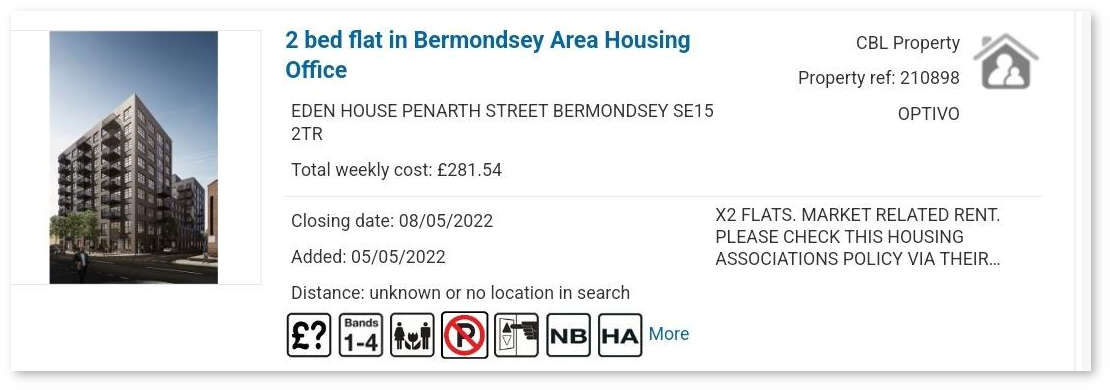 2 bed flat in Bermondsey Area Housing
Office
CBL Property
Property ref: 210898
OPTIVO
EDEN HOUSE PENARTH STREET BERMONDSEY SE15
2TR
Total weekly cost: £281.54
Closing date: 08/05/2022
Added: 05/05/2022
Distance: unknown or no location in search
X2 FLATS. MARKET RELATED RENT.
PLEASE CHECK THIS HOUSING
ASSOCIATIONS POLICY VIA THEIR...
£? Bands 1-4 P NB HA More